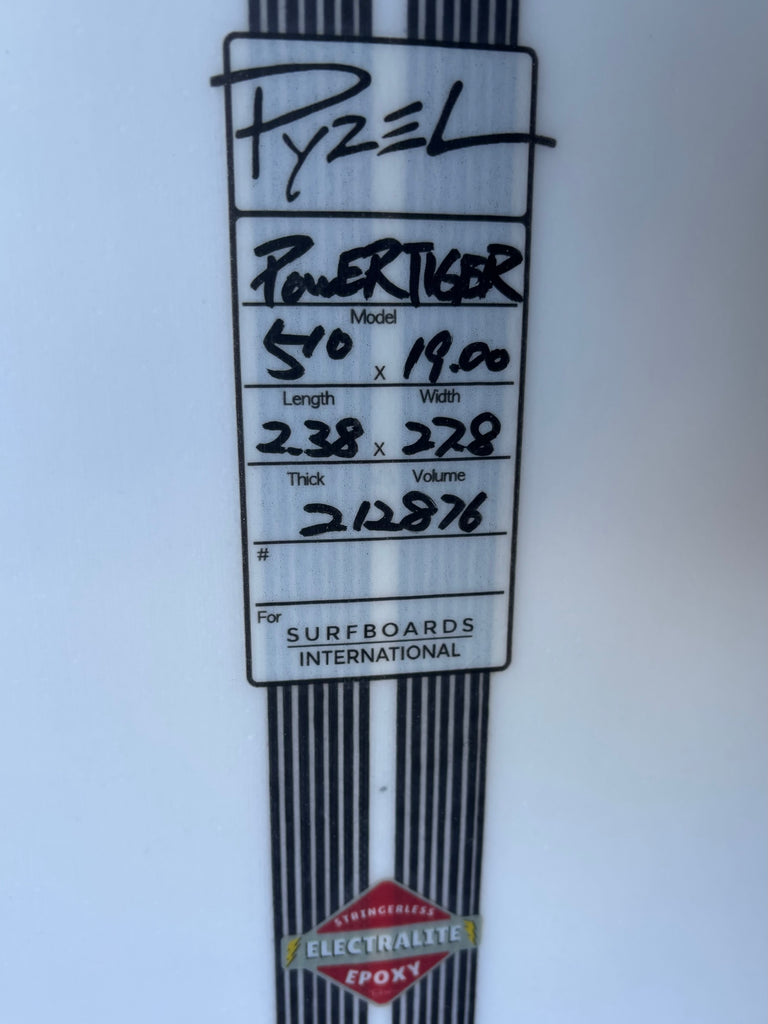 PYZEL
POWERTIGER
Model
5'10 x 19.00
Length Width
2.38 x 27.8
Thick Volume
212876
#
For
SURFBOARDS
INTERNATIONAL
STRINGERLESS
ELECTRALITE
EPOXY